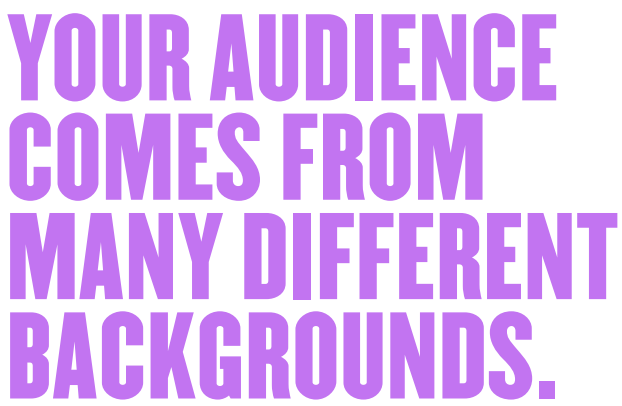 YOUR AUDIENCE
COMES FROM
MANY DIFFERENT
BACKGROUNDS.